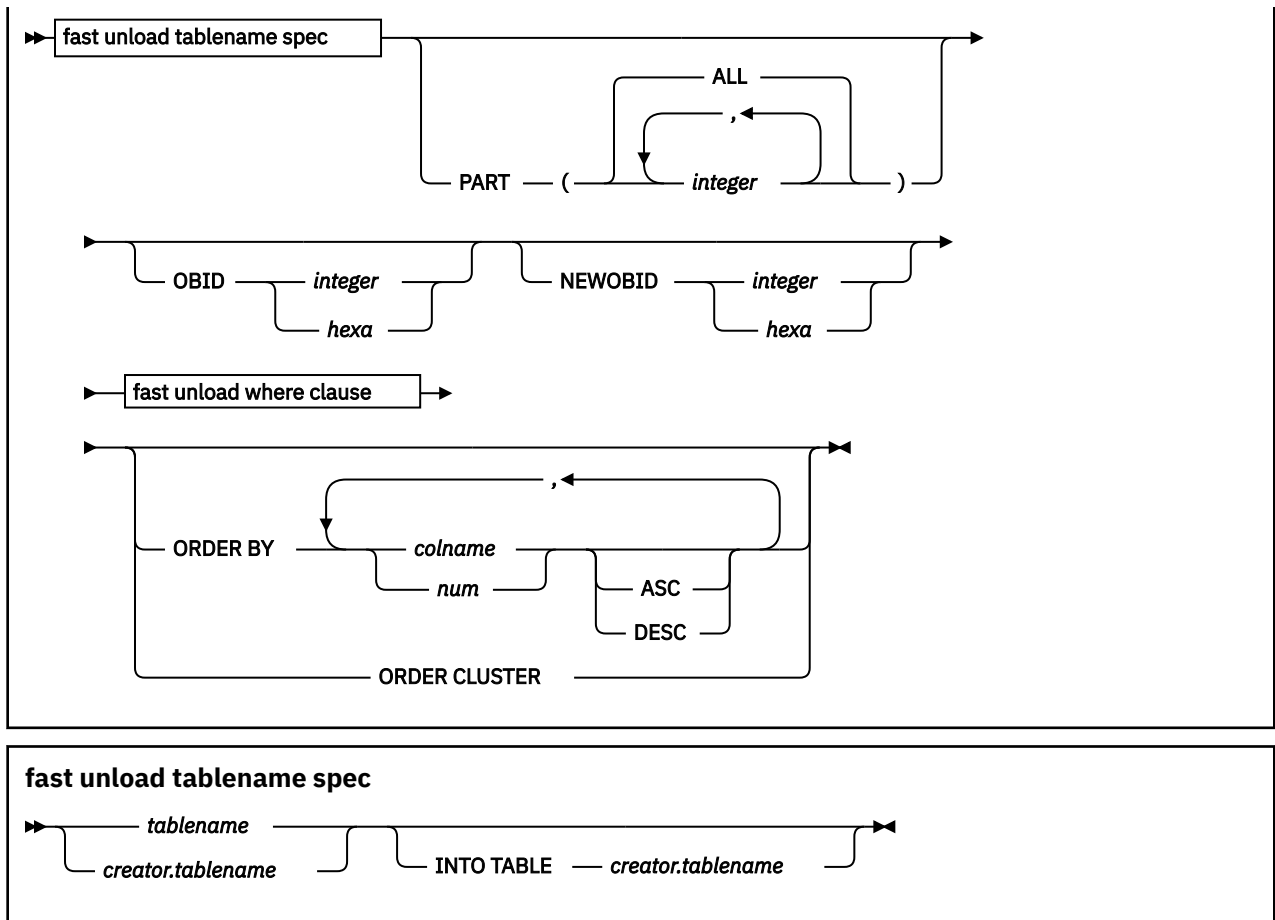 fast unload tablename spec
ALL
,
PART ( integer )
OBID integer NEWOBID integer
hexa hexa
fast unload where clause
,
ORDER BY colname
num ASC
DESC
ORDER CLUSTER
fast unload tablename spec
tablename
creator.tablename INTO TABLE creator.tablename